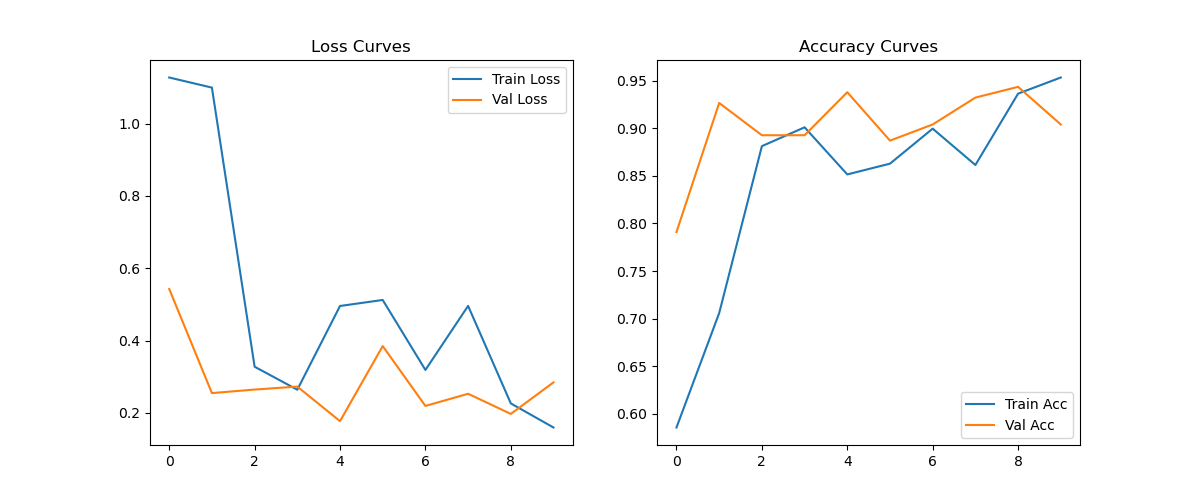 Loss Curves
Train Loss
Val Loss
1.0
0.8
0.6
0.4
0.2
0 2 4 6 8
Accuracy Curves
0.95
0.90
0.85
0.80
0.75
0.70
0.65
0.60
Train Acc
Val Acc
0 2 4 6 8